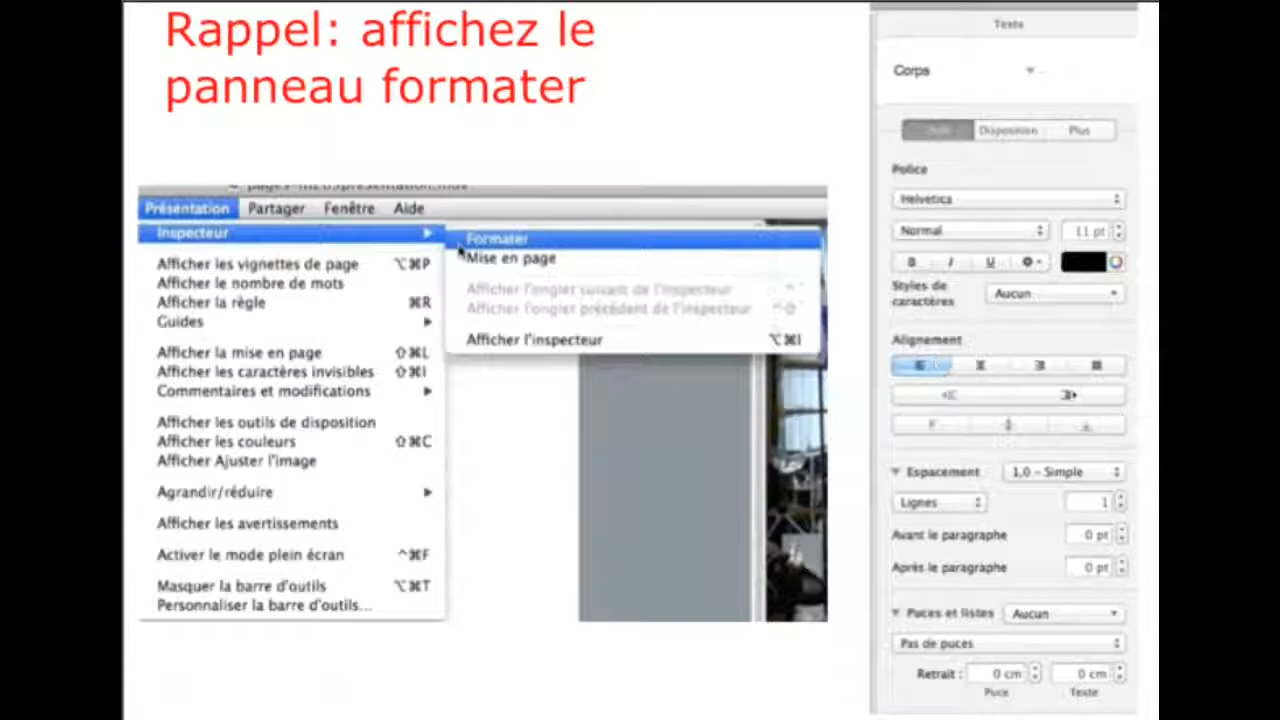 Rappel: affichez le
panneau formater
Présentation Partager Fenêtre Aide
Inspecteur
Afficher les vignettes de page ⌥⌘P
Afficher le nombre de mots
Afficher la règle ⌘R
Guides
Afficher la mise en page ⇧⌘L
Afficher les caractères invisibles ⇧⌘I
Commentaires et modifications
Afficher les outils de disposition
Afficher les couleurs ⇧⌘C
Afficher Ajuster l'image
Agrandir/réduire
Afficher les avertissements
Activer le mode plein écran ^⌘F
Masquer la barre d'outils ⌥⌘T
Personnaliser la barre d'outils...
Formater
Mise en page
Afficher l'onglet suivant de l'inspecteur
Afficher l'onglet précédent de l'inspecteur
Afficher l'inspecteur ⌥⌘I
Texte
Corps
Disposition Plus
Police
Helvetica
Normal 11 pt
B I U
Styles de
caractères
Aucun
Alignement
Espacement 1,0 - Simple
Lignes 1
Avant le paragraphe 0 pt
Après le paragraphe 0 pt
Puces et listes Aucun
Pas de puces
Retrait : 0 cm 0 cm
Puce Texte